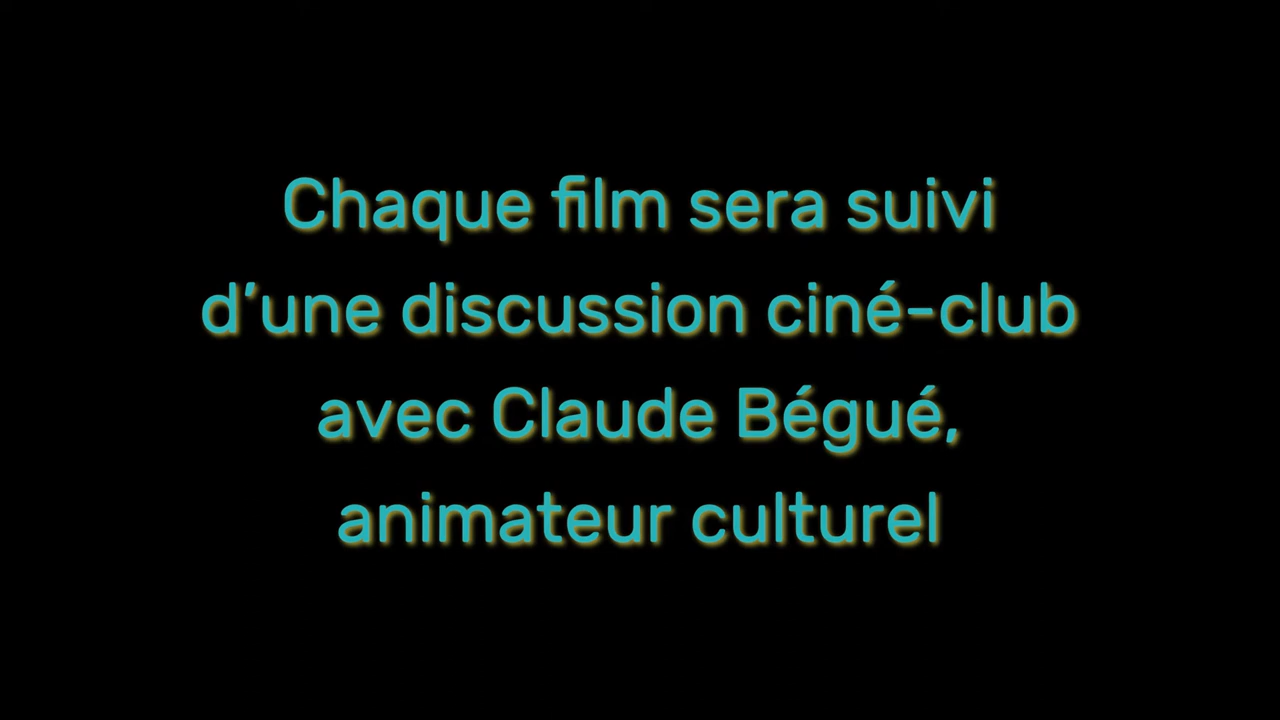 Chaque film sera suivi
d’une discussion ciné-club
avec Claude Bégué,
animateur culturel